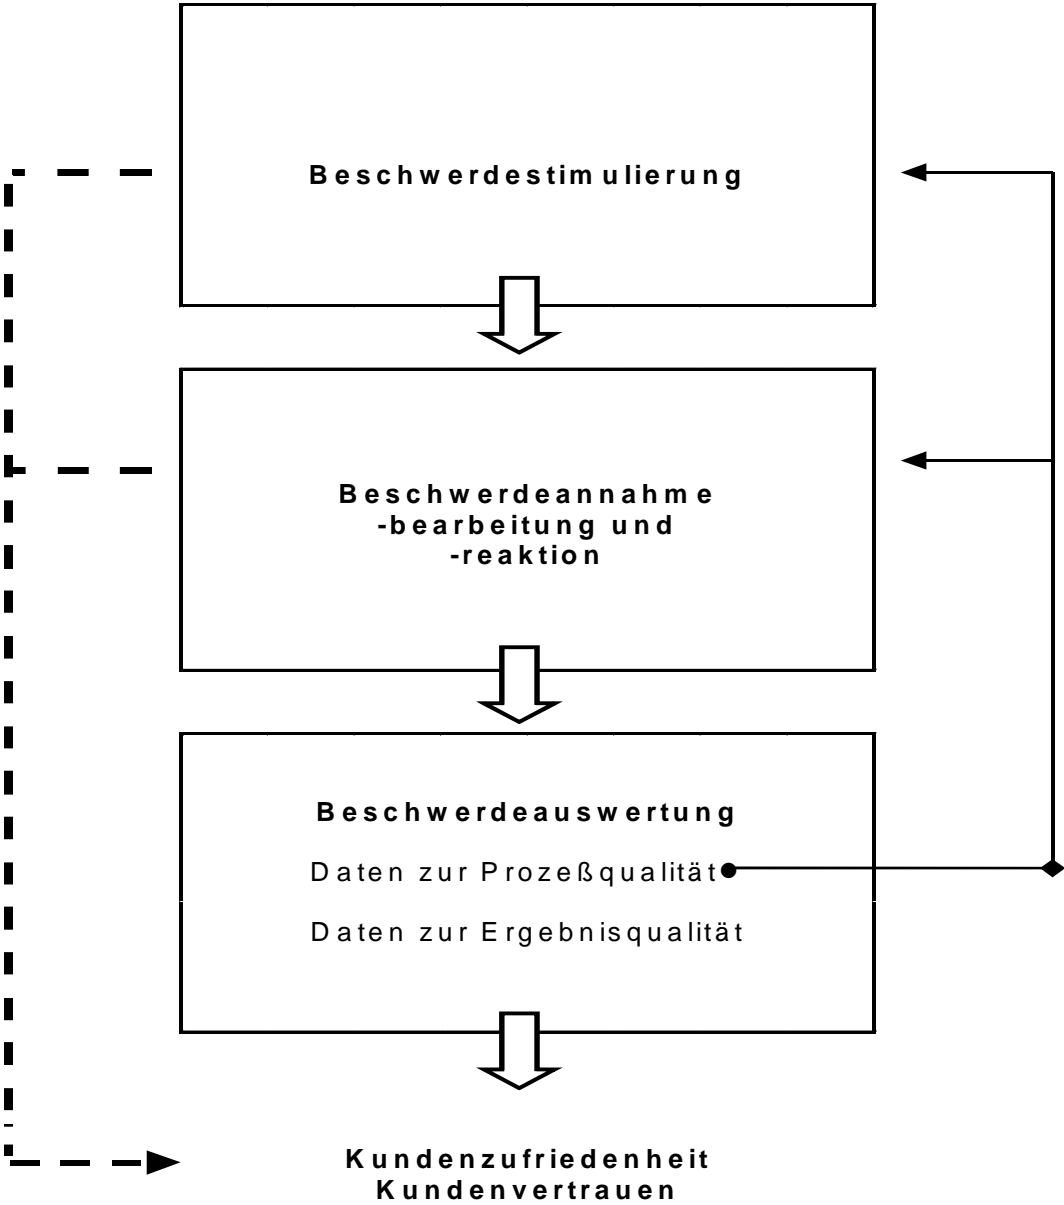 Beschwerdestimulierung
Beschwerdeannahme
-bearbeitung und
-reaktion
Beschwerdeauswertung
Daten zur Prozeßqualität
Daten zur Ergebnisqualität
Kundenzufriedenheit
Kundenvertrauen